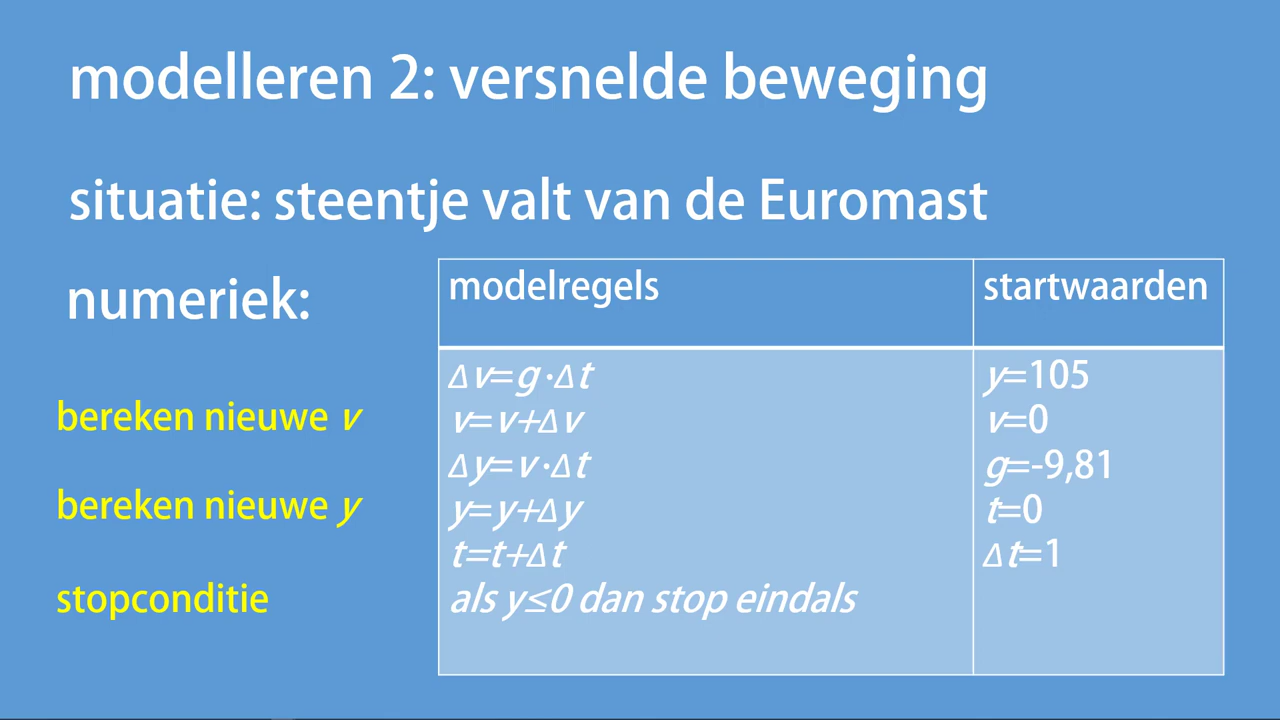 modelleren 2: versnelde beweging
situatie: steentje valt van de Euromast
numeriek:
modelregels
startwaarden
bereken nieuwe v
bereken nieuwe y
stopconditie
Δv=g·Δt
v=v+Δv
Δy=v·Δt
y=y+Δy
t=t+Δt
als y≤0 dan stop eindals
y=105
v=0
g=-9,81
t=0
Δt=1